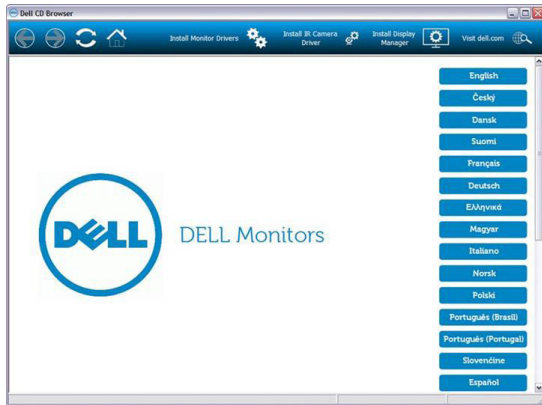 Dell CD Browser
Install Monitor Drivers
Install IR Camera
Driver
Install Display
Manager
Visit dell.com
English
Český
Dansk
Suomi
Français
Deutsch
Ελληνικά
Magyar
Italiano
Norsk
Polski
Português (Brasil)
Português (Portugal)
Slovenčine
Español
DELL
DELL Monitors